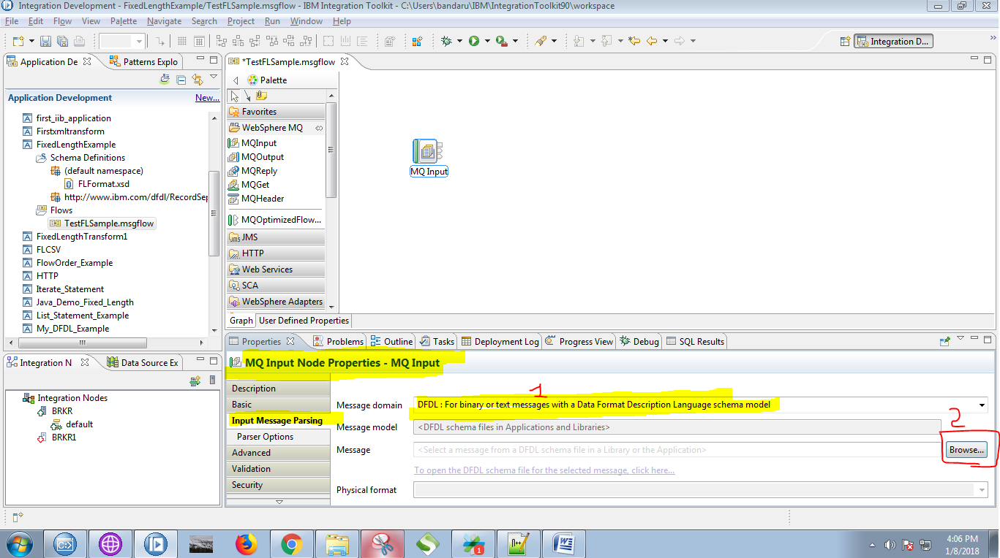 Integration Development - FixedLengthExample/TestFLSample.msgflow - IBM Integration Toolkit - C:\Users\bandaru\IBM\IntegrationToolkit90\workspace
File Edit Flow View Palette Navigate Search Project Run Window Help
Integration D...
Application De
Patterns Explo
Application Development
New...
first_iib_application
Firstxmltransform
FixedLengthExample
Schema Definitions
(default namespace)
FLFormat.xsd
http://www.ibm.com/dfdl/RecordSep
Flows
TestFLSample.msgflow
FixedLengthTransform1
FLCSV
FlowOrder_Example
HTTP
Iterate_Statement
Java_Demo_Fixed_Length
List_Statement_Example
My_DFDL_Example
Integration N
Data Source Ex
Integration Nodes
BRKR
default
BRKR1
*TestFLSample.msgflow
Palette
Favorites
WebSphere MQ
MQInput
MQOutput
MQReply
MQGet
MQHeader
MQOptimizedFlow...
JMS
HTTP
Web Services
SCA
WebSphere Adapters
MQ Input
Graph
User Defined Properties
Properties
Problems
Outline
Tasks
Deployment Log
Progress View
Debug
SQL Results
MQ Input Node Properties - MQ Input
Description
Basic
Input Message Parsing
Parser Options
Advanced
Validation
Security
1
Message domain
DFDL : For binary or text messages with a Data Format Description Language schema model
2
Message model
<DFDL schema files in Applications and Libraries>
Message
<Select a message from a DFDL schema file in a Library or the Application>
Browse...
To open the DFDL schema file for the selected message, click here...
Physical format
1
4:06 PM
1/8/2018